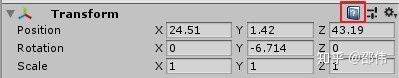 Transform
Position X 24.51 Y 1.42 Z 43.19
Rotation X 0 Y -6.714 Z 0
Scale X 1 Y 1 Z 1
知乎 @邵伟